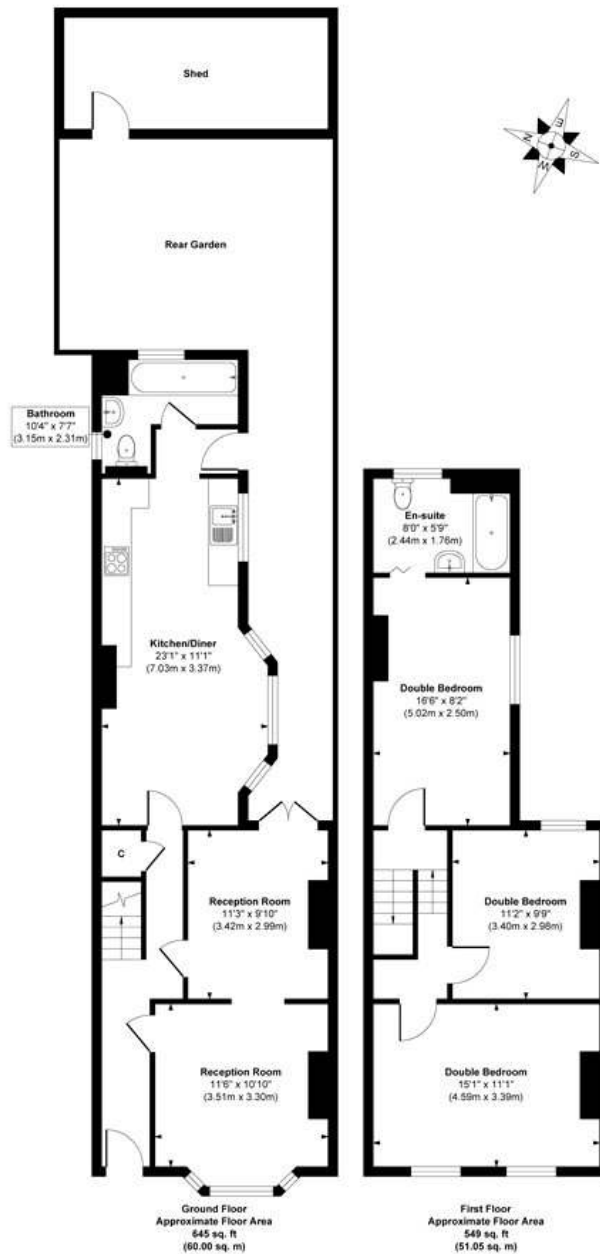 Shed
N
E
S
W
Rear Garden
Bathroom
10'4" x 7'7"
(3.15m x 2.31m)
En-suite
8'0" x 5'9"
(2.44m x 1.76m)
Kitchen/Diner
23'1" x 11'1"
(7.03m x 3.37m)
Double Bedroom
16'6" x 8'2"
(5.02m x 2.50m)
C
Reception Room
11'3" x 9'10"
(3.42m x 2.99m)
Double Bedroom
11'2" x 9'9"
(3.40m x 2.98m)
Reception Room
11'6" x 10'10"
(3.51m x 3.30m)
Double Bedroom
15'1" x 11'1"
(4.59m x 3.39m)
Ground Floor
Approximate Floor Area
645 sq. ft
(60.00 sq. m)
First Floor
Approximate Floor Area
549 sq. ft
(51.05 sq. m)